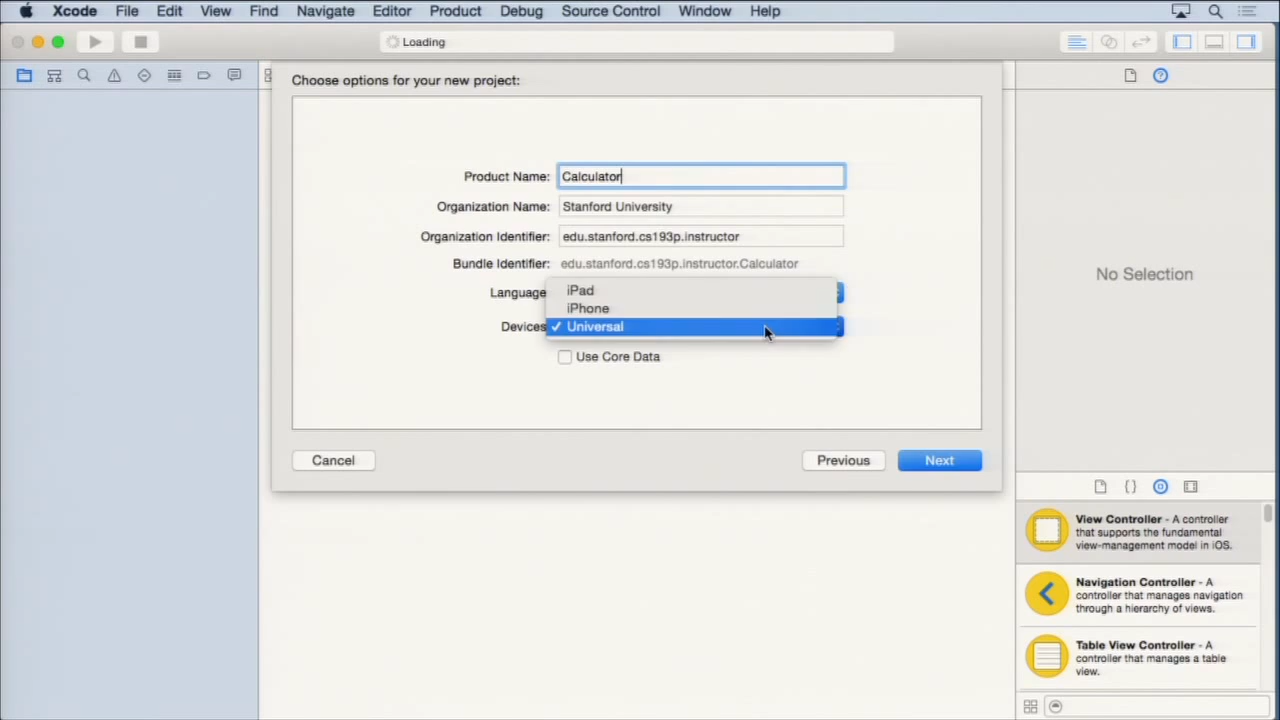 Xcode File Edit View Find Navigate Editor Product Debug Source Control Window Help
Loading
Choose options for your new project:
Product Name: Calculator
Organization Name: Stanford University
Organization Identifier: edu.stanford.cs193p.instructor
Bundle Identifier: edu.stanford.cs193p.instructor.Calculator
Language
iPad
iPhone
Devices ✓ Universal
Use Core Data
Cancel Previous Next
No Selection
View Controller - A controller
that supports the fundamental
view-management model in iOS.
Navigation Controller - A
controller that manages navigation
through a hierarchy of views.
Table View Controller - A
controller that manages a table
view.